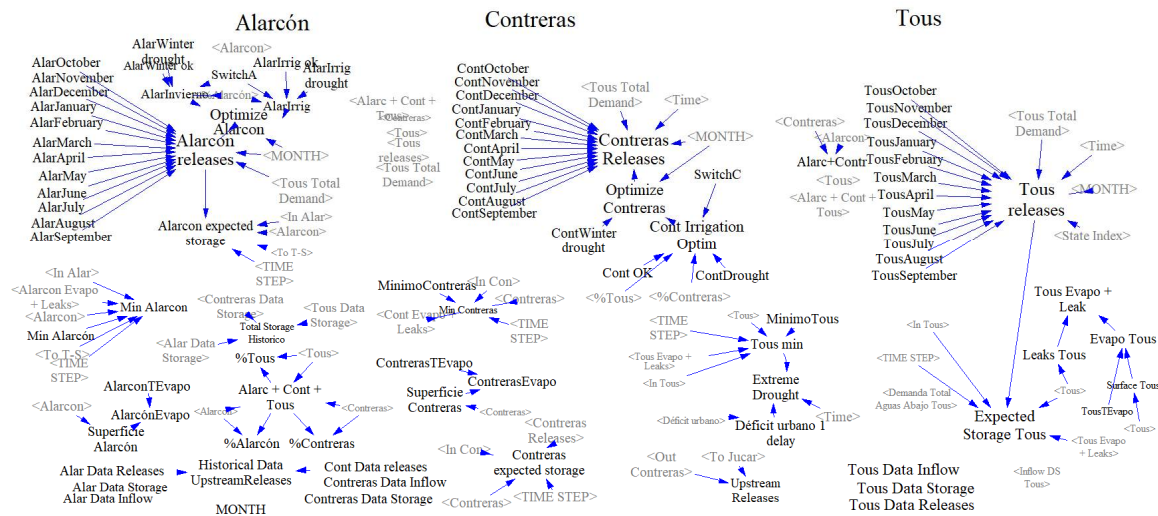 Alarcón
Contreras
Tous
AlarWinter
drought
AlarWinter ok
<Alarcon>
AlarIrrig ok
AlarIrrig
drought
SwitchA
AlarInvierno
AlarIrrig
AlarOctober
AlarNovember
AlarDecember
AlarJanuary
AlarFebruary
AlarMarch
AlarApril
AlarMay
AlarJune
AlarJuly
AlarAugust
AlarSeptember
Optimize
Alarcon
Alarcón
releases
<MONTH>
<Tous Total
Demand>
Alarcon expected
storage
<In Alar>
<Alarcon>
<To T-S>
<TIME
STEP>
<Alarc + Cont +
Tous>
<Contreras>
<Tous>
<Tous
releases>
<Tous Total
Demand>
ContOctober
ContNovember
ContDecember
ContJanuary
ContFebruary
ContMarch
ContApril
ContMay
ContJune
ContJuly
ContAugust
ContSeptember
<Tous Total
Demand>
<Time>
<MONTH>
Contreras
Releases
Optimize
Contreras
SwitchC
ContWinter
drought
Cont Irrigation
Optim
Cont OK
ContDrought
<%Tous>
<%Contreras>
TousOctober
TousNovember
TousDecember
TousJanuary
TousFebruary
TousMarch
TousApril
TousMay
TousJune
TousJuly
TousAugust
TousSeptember
<Contreras>
<Alarcon>
Alarc+Contr
<Tous>
<Alarc + Cont +
Tous>
<Tous Total
Demand>
<Time>
<MONTH>
Tous
releases
<State Index>
<In Alar>
<Alarcon Evapo
+ Leaks>
<Alarcon>
Min Alarcon
Min Alarcón
<To T-S>
<TIME
STEP>
<Contreras Data
Storage>
<Tous Data
Storage>
Total Storage
Historico
<Alar Data
Storage>
%Tous
<Tous>
Alarc + Cont +
Tous
<Alarcon>
<Contreras>
%Alarcón
%Contreras
AlarconTEvapo
<Alarcon>
AlarcónEvapo
Superficie
Alarcón
Alar Data Releases
Alar Data Storage
Alar Data Inflow
Historical Data
UpstreamReleases
Cont Data releases
Contreras Data Inflow
Contreras Data Storage
MONTH
MinimoContreras
<In Con>
Min Contreras
<Contreras>
<Cont Evapo +
Leaks>
<TIME
STEP>
ContrerasTEvapo
ContrerasEvapo
Superficie
Contreras
<Contreras>
<Contreras
Releases>
<In Con>
Contreras
expected storage
<Contreras>
<TIME STEP>
<Tous>
MinimoTous
<TIME
STEP>
Tous min
<Tous Evapo +
Leaks>
<In Tous>
Extreme
Drought
<Time>
<Déficit urbano>
Déficit urbano 1
delay
<Out
Contreras>
<To Jucar>
Upstream
Releases
Tous Evapo +
Leak
Evapo Tous
<In Tous>
Leaks Tous
<TIME STEP>
Surface Tous
<Tous>
<Demanda Total
Aguas Abajo Tous>
TousTEvapo
<Tous>
Expected
Storage Tous
<Tous Evapo +
Leaks>
<Inflow DS
Tous>
Tous Data Inflow
Tous Data Storage
Tous Data Releases